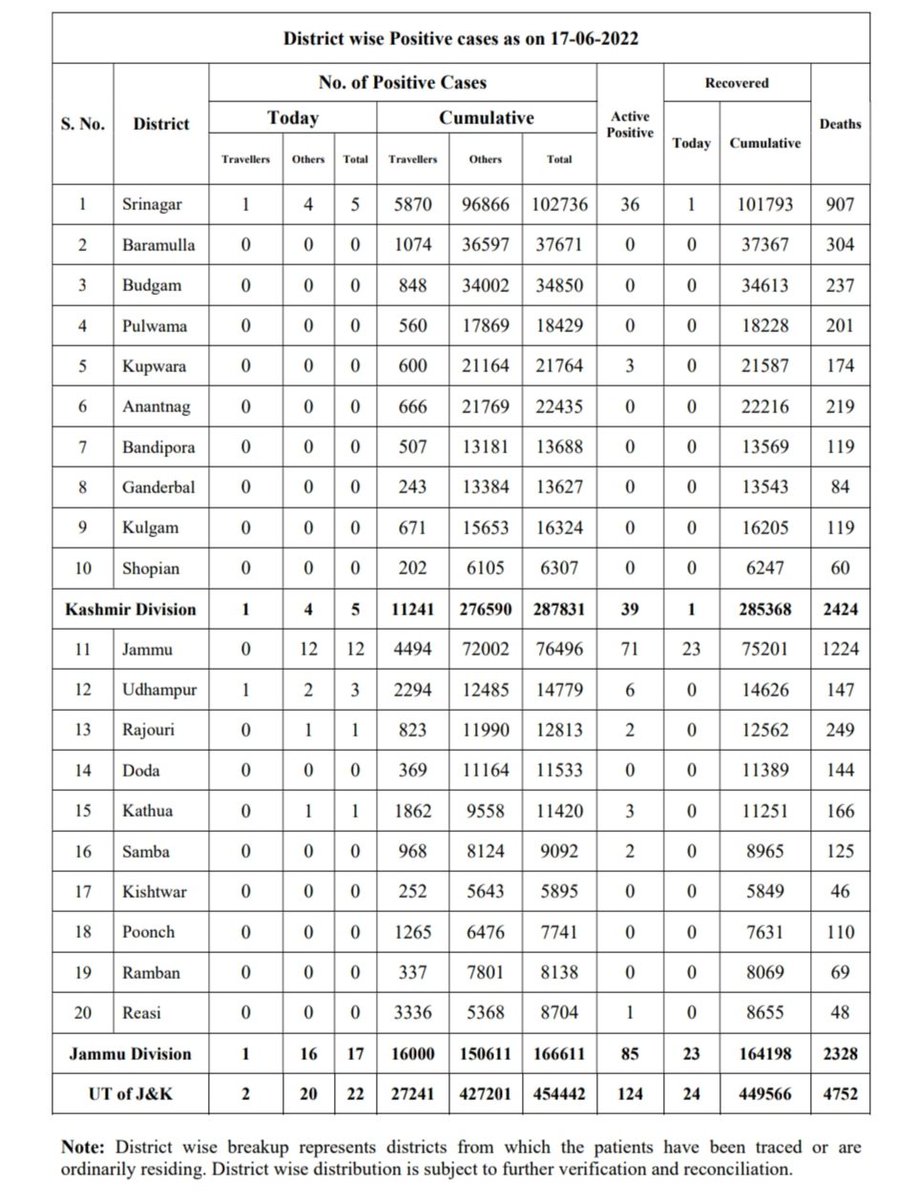 District wise Positive cases as on 17-06-2022
S. No. District No. of Positive Cases Active Positive Recovered Deaths
Today Cumulative Today Cumulative
Travellers Others Total Travellers Others Total
1 Srinagar 1 4 5 5870 96866 102736 36 1 101793 907
2 Baramulla 0 0 0 1074 36597 37671 0 0 37367 304
3 Budgam 0 0 0 848 34002 34850 0 0 34613 237
4 Pulwama 0 0 0 560 17869 18429 0 0 18228 201
5 Kupwara 0 0 0 600 21164 21764 3 0 21587 174
6 Anantnag 0 0 0 666 21769 22435 0 0 22216 219
7 Bandipora 0 0 0 507 13181 13688 0 0 13569 119
8 Ganderbal 0 0 0 243 13384 13627 0 0 13543 84
9 Kulgam 0 0 0 671 15653 16324 0 0 16205 119
10 Shopian 0 0 0 202 6105 6307 0 0 6247 60
Kashmir Division 1 4 5 11241 276590 287831 39 1 285368 2424
11 Jammu 0 12 12 4494 72002 76496 71 23 75201 1224
12 Udhampur 1 2 3 2294 12485 14779 6 0 14626 147
13 Rajouri 0 1 1 823 11990 12813 2 0 12562 249
14 Doda 0 0 0 369 11164 11533 0 0 11389 144
15 Kathua 0 1 1 1862 9558 11420 3 0 11251 166
16 Samba 0 0 0 968 8124 9092 2 0 8965 125
17 Kishtwar 0 0 0 252 5643 5895 0 0 5849 46
18 Poonch 0 0 0 1265 6476 7741 0 0 7631 110
19 Ramban 0 0 0 337 7801 8138 0 0 8069 69
20 Reasi 0 0 0 3336 5368 8704 1 0 8655 48
Jammu Division 1 16 17 16000 150611 166611 85 23 164198 2328
UT of J&K 2 20 22 27241 427201 454442 124 24 449566 4752
Note: District wise breakup represents districts from which the patients have been traced or are
ordinarily residing. District wise distribution is subject to further verification and reconciliation.